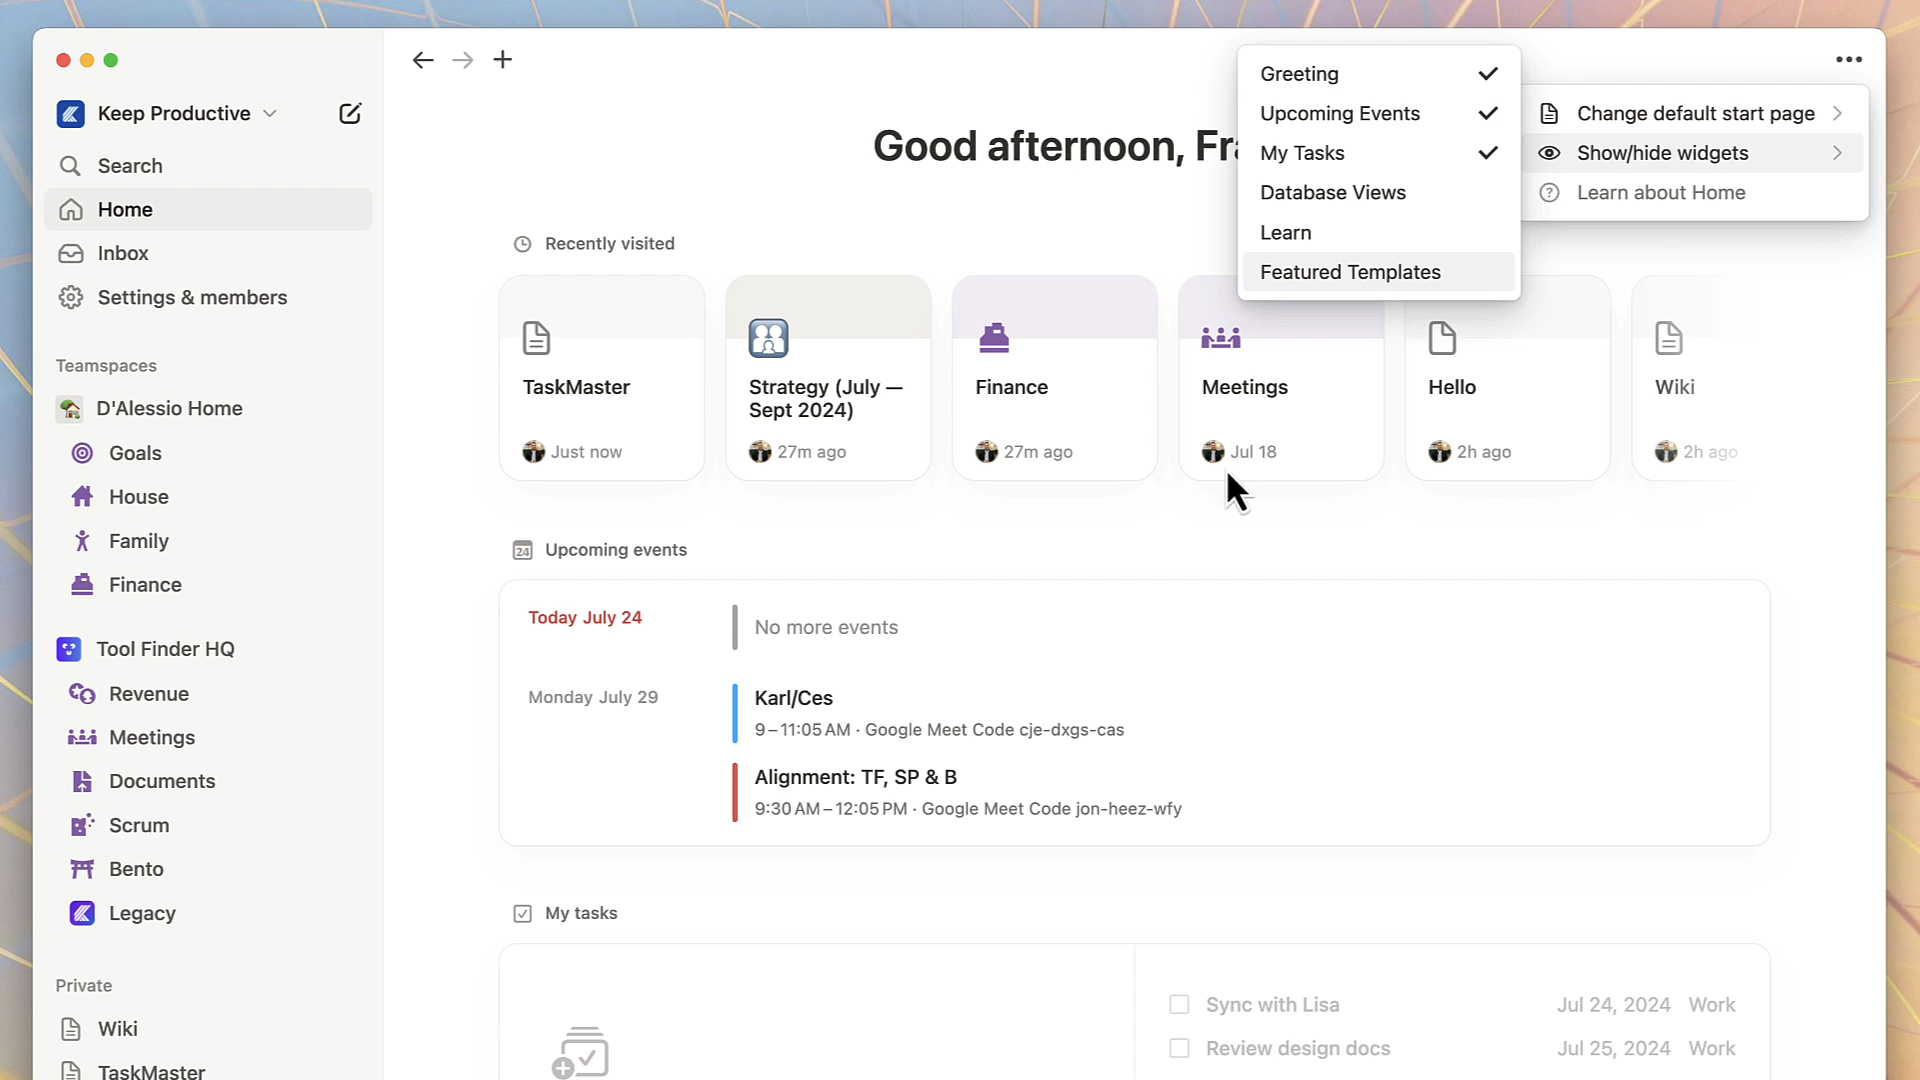 Keep Productive
Search
Home
Inbox
Settings & members
Teamspaces
D'Alessio Home
Goals
House
Family
Finance
Tool Finder HQ
Revenue
Meetings
Documents
Scrum
Bento
Legacy
Private
Wiki
TaskMaster
Good afternoon, Fra
Greeting
Upcoming Events
My Tasks
Database Views
Learn
Featured Templates
Change default start page
Show/hide widgets
Learn about Home
Recently visited
TaskMaster
Just now
Strategy (July —
Sept 2024)
27m ago
Finance
27m ago
Meetings
Jul 18
Hello
2h ago
Wiki
2h ago
24 Upcoming events
Today July 24
No more events
Monday July 29
Karl/Ces
9 – 11:05 AM · Google Meet Code cje-dxgs-cas
Alignment: TF, SP & B
9:30 AM – 12:05 PM · Google Meet Code jon-heez-wfy
My tasks
Sync with Lisa Jul 24, 2024 Work
Review design docs Jul 25, 2024 Work